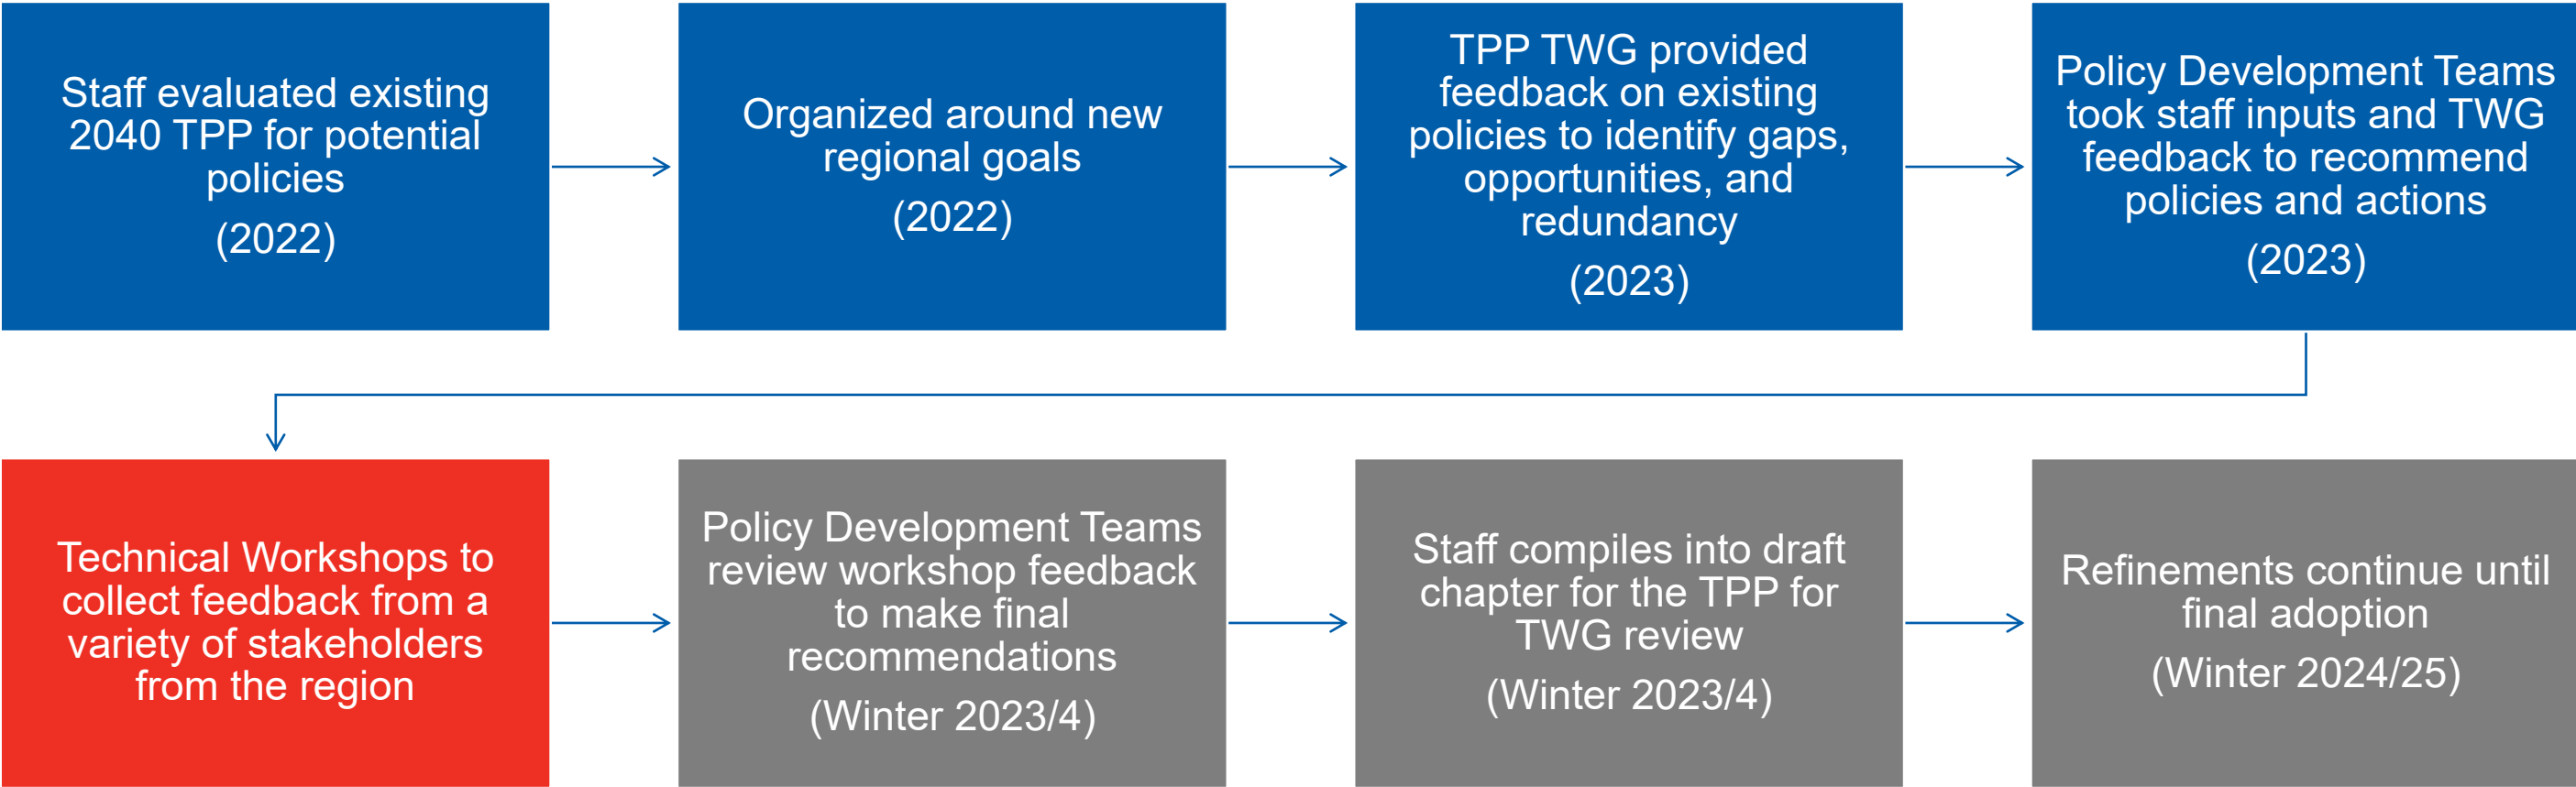 Staff evaluated existing
2040 TPP for potential
policies
(2022)
Organized around new
regional goals
(2022)
TPP TWG provided
feedback on existing
policies to identify gaps,
opportunities, and
redundancy
(2023)
Policy Development Teams
took staff inputs and TWG
feedback to recommend
policies and actions
(2023)
Technical Workshops to
collect feedback from a
variety of stakeholders
from the region
Policy Development Teams
review workshop feedback
to make final
recommendations
(Winter 2023/4)
Staff compiles into draft
chapter for the TPP for
TWG review
(Winter 2023/4)
Refinements continue until
final adoption
(Winter 2024/25)